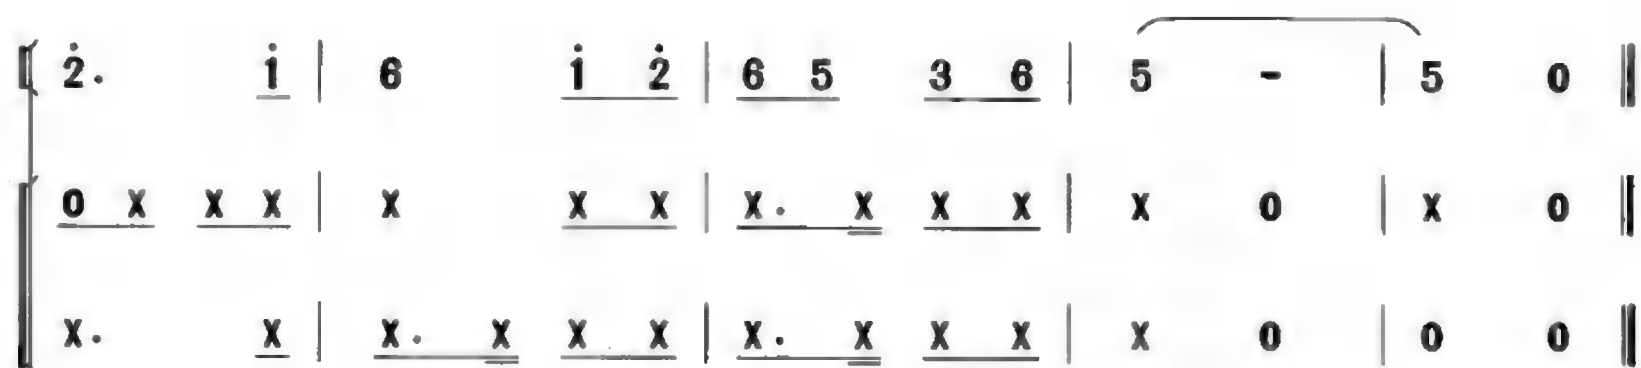 2̇. 1̇ | 6 1̇ 2̇ | 6 5 3 6 | 5 - | 5 0 ‖
0 X X X | X X X | X. X X X | X 0 | X 0 ‖
X. X | X. X X X | X. X X X | X 0 | 0 0 ‖